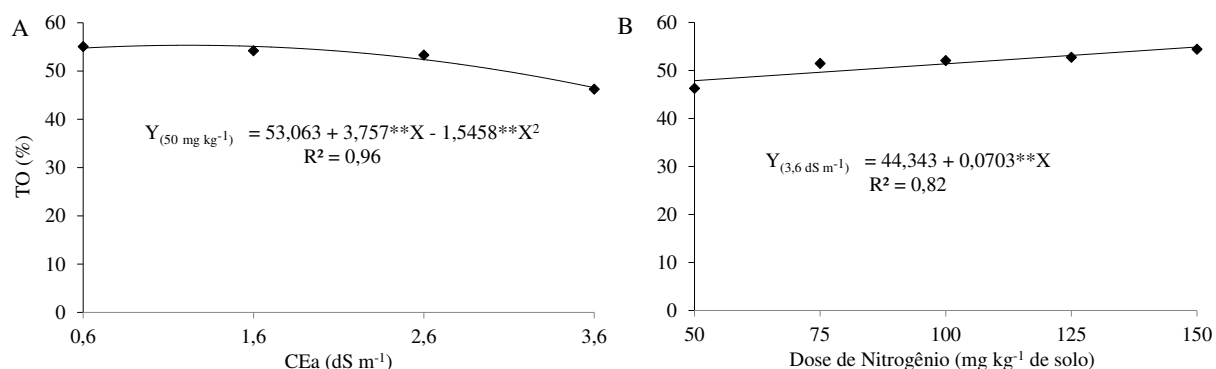 A
60
50
40
30
20
10
0
TO (%)
Y(50 mg kg-1) = 53,063 + 3,757**X - 1,5458**X²
R² = 0,96
0,6 1,6 2,6 3,6
CEa (dS m-1)
B
60
50
40
30
20
10
0
Y(3,6 dS m-1) = 44,343 + 0,0703**X
R² = 0,82
50 75 100 125 150
Dose de Nitrogênio (mg kg-1 de solo)